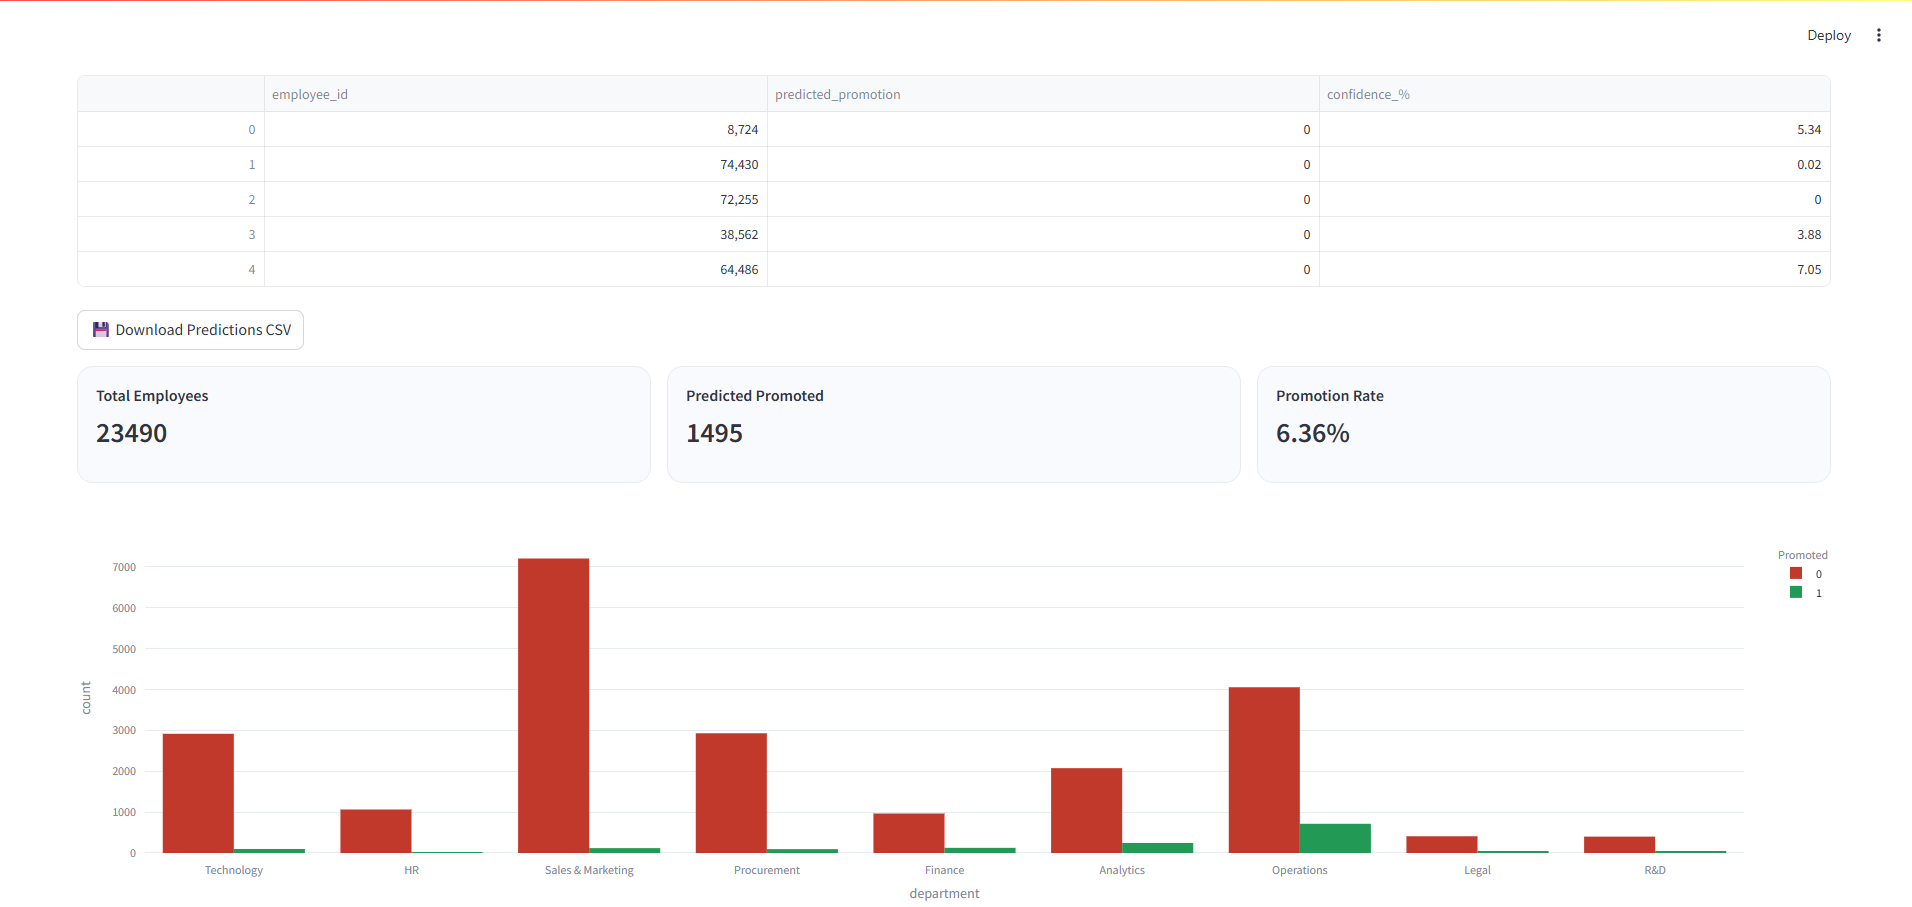 Deploy
employee_id predicted_promotion confidence_%
0 8,724 0 5.34
1 74,430 0 0.02
2 72,255 0 0
3 38,562 0 3.88
4 64,486 0 7.05
Download Predictions CSV
Total Employees
23490
Predicted Promoted
1495
Promotion Rate
6.36%
Promoted
0
1
count
7000
6000
5000
4000
3000
2000
1000
0
Technology HR Sales & Marketing Procurement Finance Analytics Operations Legal R&D
department